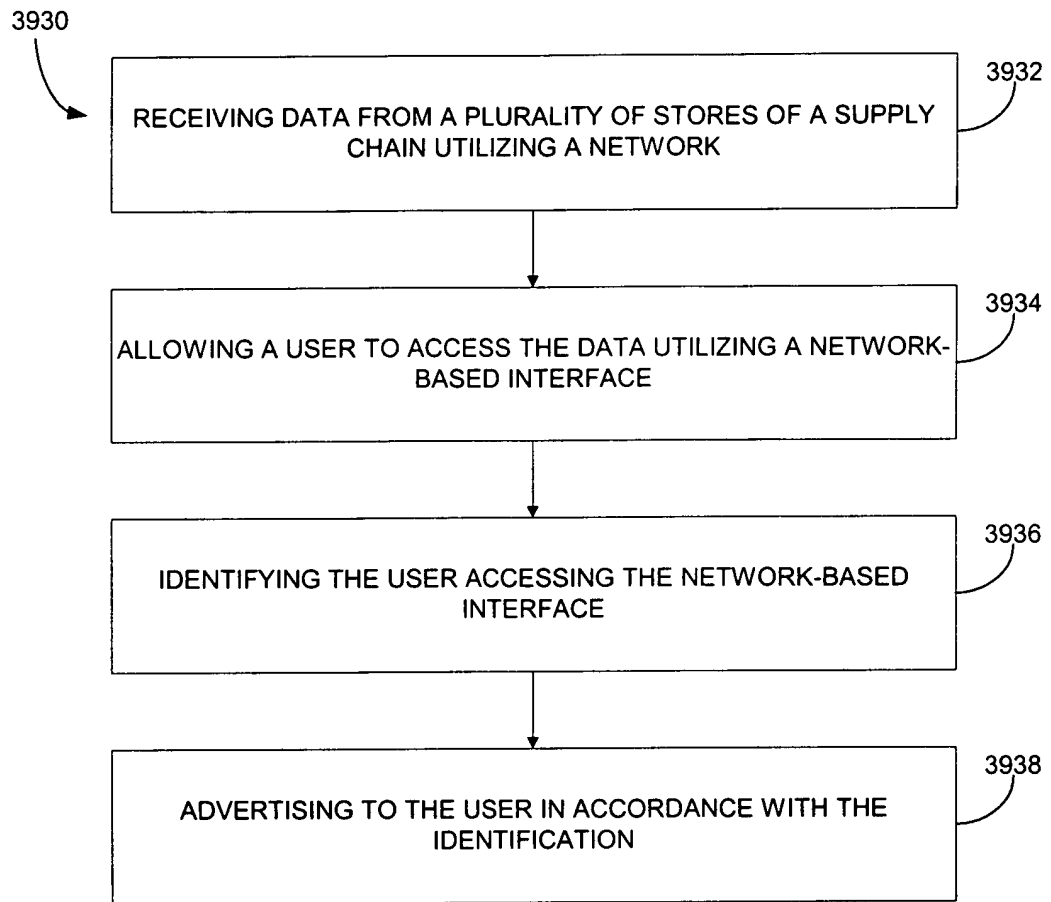 3930
3932
RECEIVING DATA FROM A PLURALITY OF STORES OF A SUPPLY
CHAIN UTILIZING A NETWORK
3934
ALLOWING A USER TO ACCESS THE DATA UTILIZING A NETWORK-
BASED INTERFACE
3936
IDENTIFYING THE USER ACCESSING THE NETWORK-BASED
INTERFACE
3938
ADVERTISING TO THE USER IN ACCORDANCE WITH THE
IDENTIFICATION